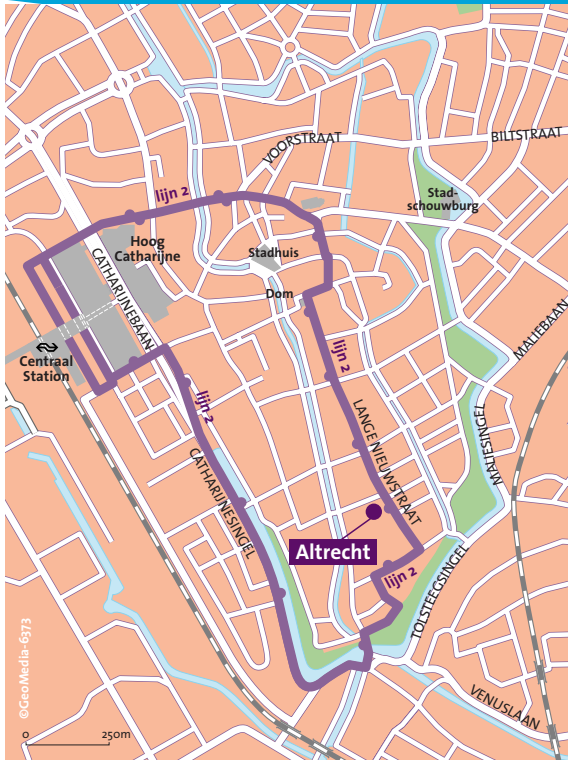 VOORSTRAAT
BILTSTRAAT
lijn 2
Stad-
schouwburg
Hoog
Catharijne
Stadhuis
CATHARIJNEBAAN
Dom
MALIEBAAN
Centraal
Station
lijn 2
lijn 2
LANGE NIEUWSTRAAT
MALIESINGEL
CATHARIJNESINGEL
Altrecht
lijn 2
TOLSTEEGSINGEL
©GeoMedia-6373
VENUSLAAN
0 250m